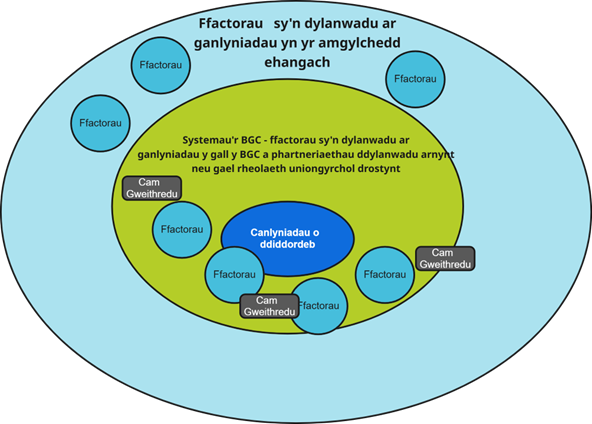 Ffactorau sy'n dylanwadu ar
ganlyniadau yn yr amgylchedd
ehangach
Ffactorau
Ffactorau
Ffactorau
Systemau'r BGC - ffactorau sy'n dylanwadu ar
ganlyniadau y gall y BGC a phartneriaethau ddylanwadu arnynt
neu gael rheolaeth uniongyrchol drostynt
Cam
Gweithredu
Ffactorau
Canlyniadau o
ddiddordeb
Cam
Gweithredu
Ffactorau
Ffactorau
Cam
Gweithredu
Ffactorau